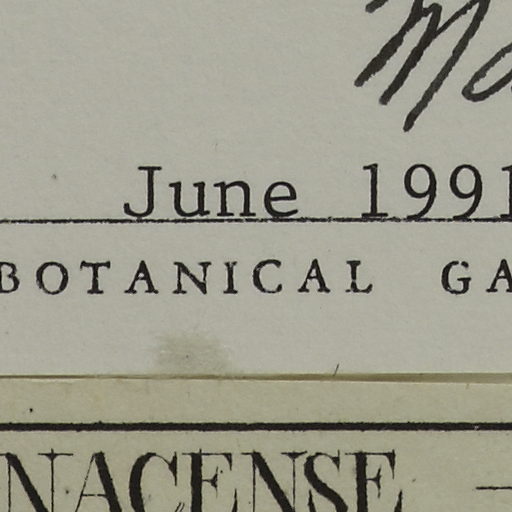 June 1991
BOTANICAL GA
NACENSE –